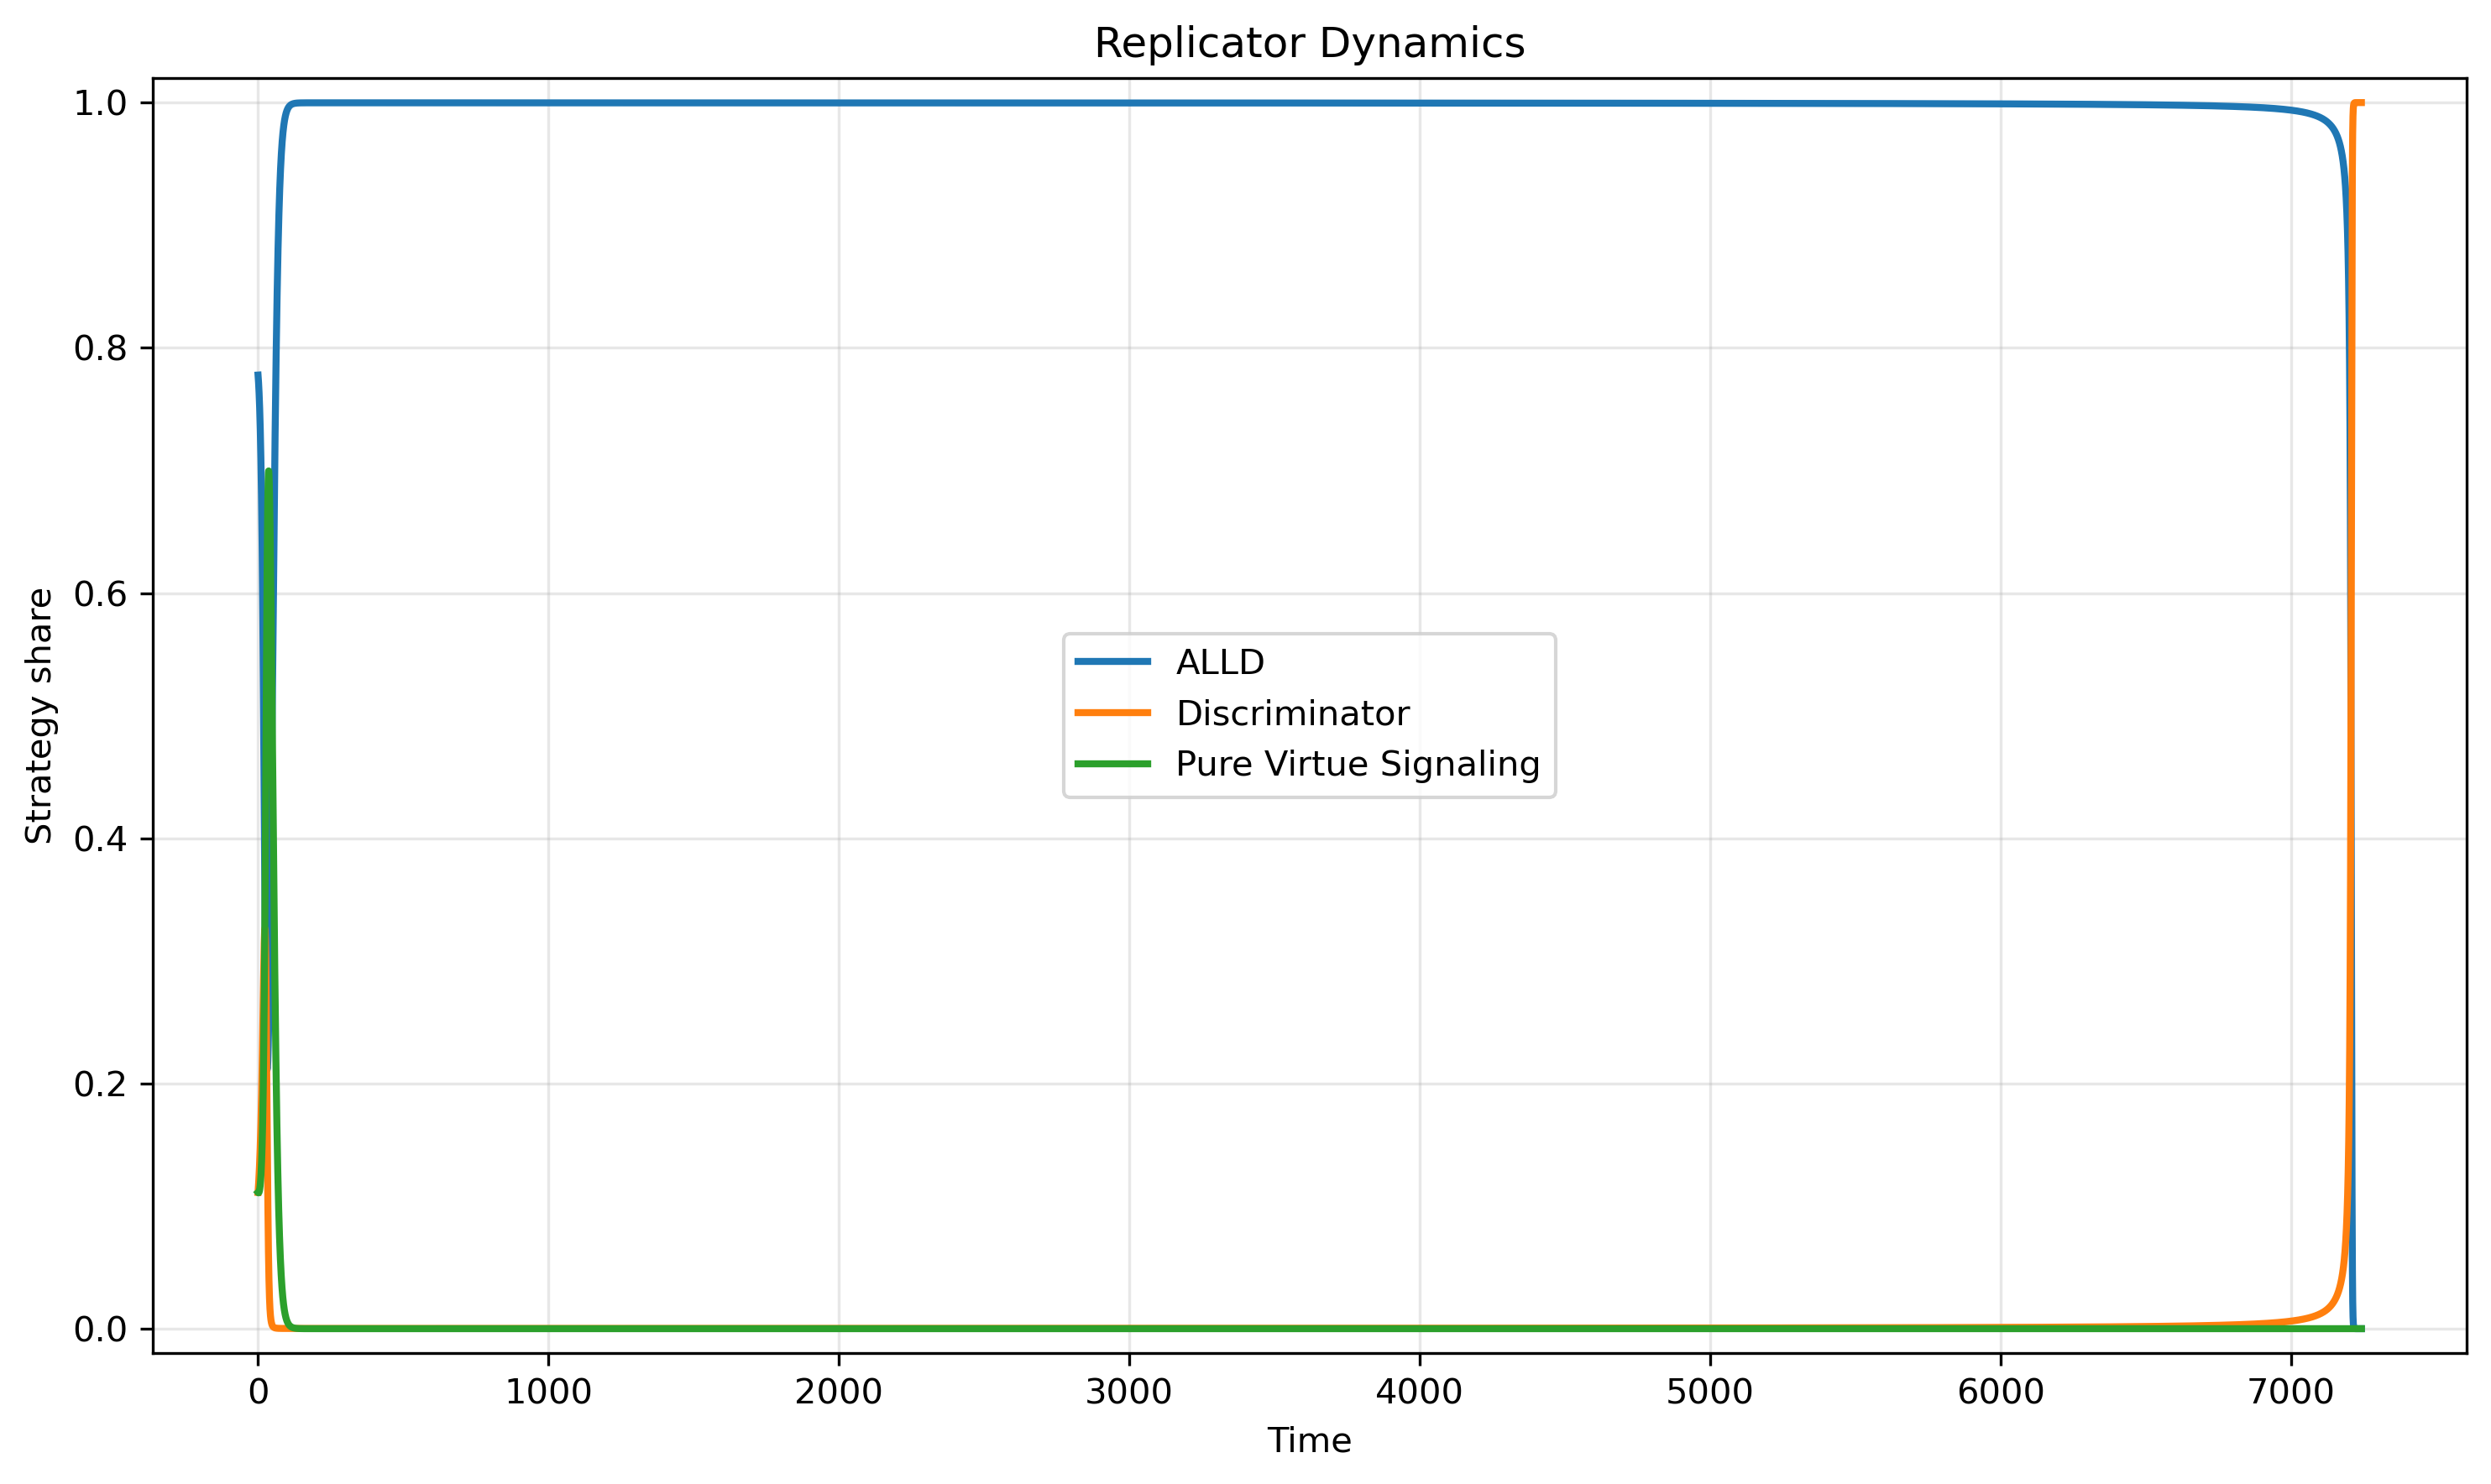 Replicator Dynamics
1.0
0.8
0.6
0.4
0.2
0.0
Strategy share
ALLD
Discriminator
Pure Virtue Signaling
0 1000 2000 3000 4000 5000 6000 7000
Time